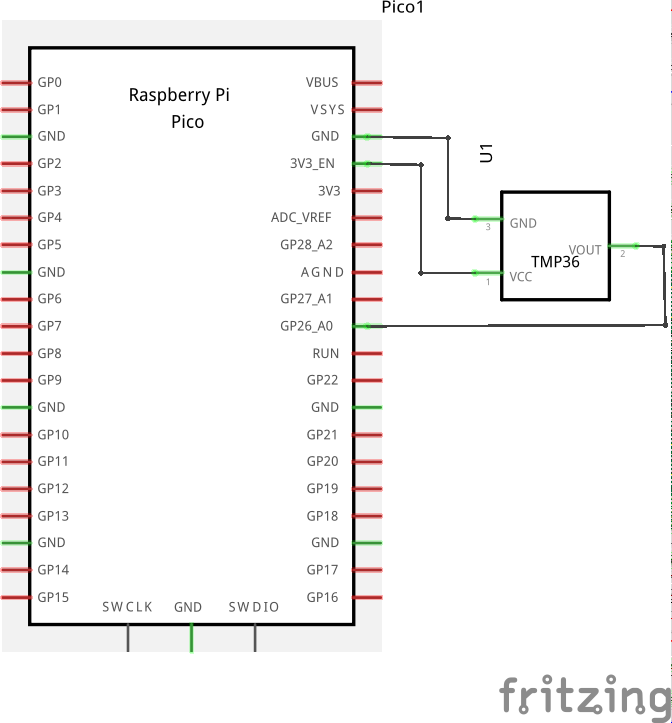 Pico1
Raspberry Pi
Pico
GP0
GP1
GND
GP2
GP3
GP4
GP5
GND
GP6
GP7
GP8
GP9
GND
GP10
GP11
GP12
GP13
GND
GP14
GP15
VBUS
VSYS
GND
3V3_EN
3V3
ADC_VREF
GP28_A2
AGND
GP27_A1
GP26_A0
RUN
GP22
GND
GP21
GP20
GP19
GP18
GND
GP17
GP16
SWCLK GND SWDIO
U1
3 GND
VOUT 2
TMP36
1 VCC
fritzing